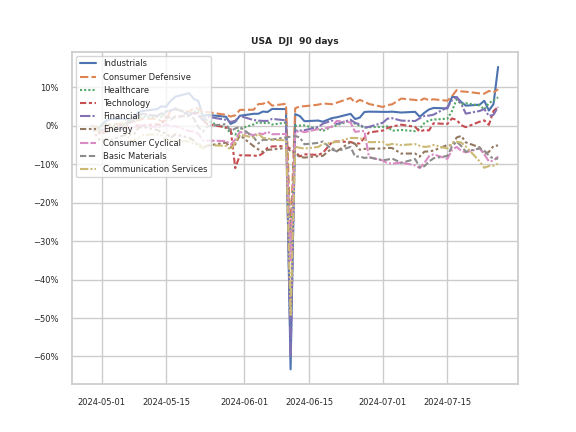 USA DJI 90 days
Industrials
Consumer Defensive
Healthcare
Technology
Financial
Energy
Consumer Cyclical
Basic Materials
Communication Services
10%
0%
−10%
−20%
−30%
−40%
−50%
−60%
2024-05-01 2024-05-15 2024-06-01 2024-06-15 2024-07-01 2024-07-15